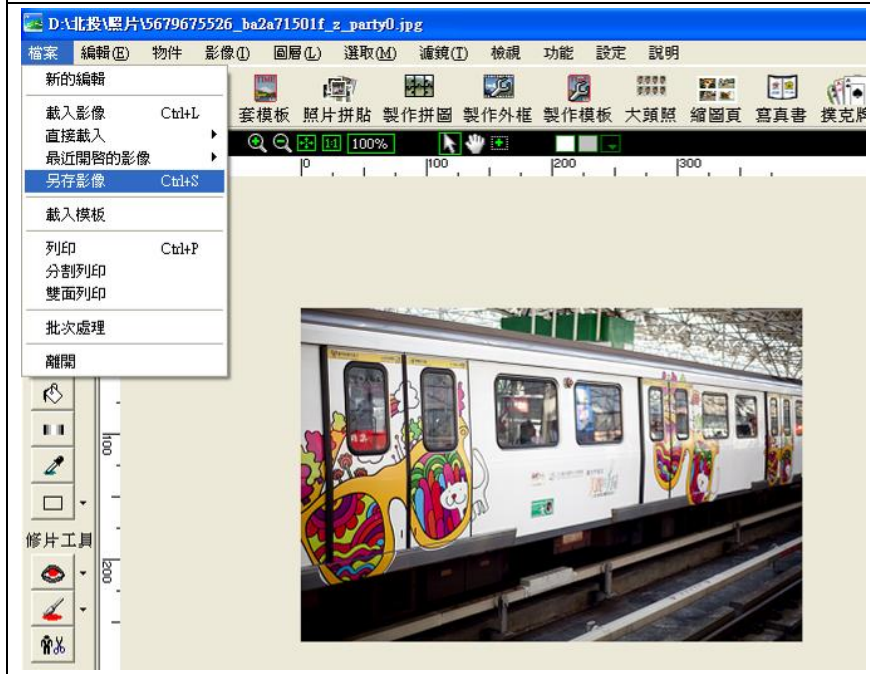 D:\北投\照片\5679675526_ba2a71501f_z_party0.jpg
檔案 編輯(E) 物件 影像(I) 圖層(L) 選取(M) 濾鏡(T) 檢視 功能 設定 說明
新的編輯
載入影像 Ctrl+L
直接載入
最近開啓的影像
另存影像 Ctrl+S
載入模板
列印 Ctrl+P
分割列印
雙面列印
批次處理
離開
套模板 照片拼貼 製作拼圖 製作外框 製作模板 大頭照 縮圖頁 寫真書 撲克牌
1:1 100%
0 100 200 300
100
修片工具
200